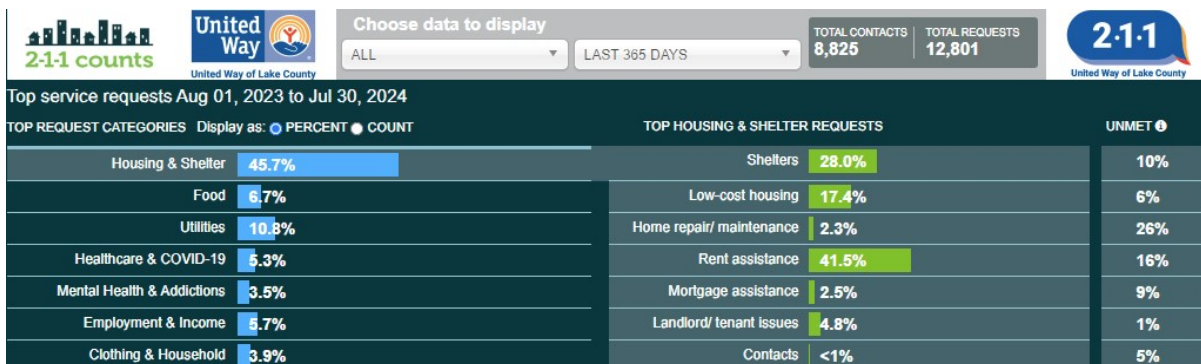 2-1-1 counts
United Way
United Way of Lake County
Choose data to display
ALL
LAST 365 DAYS
TOTAL CONTACTS
8,825
TOTAL REQUESTS
12,801
2·1·1
United Way of Lake County
Top service requests Aug 01, 2023 to Jul 30, 2024
TOP REQUEST CATEGORIES Display as: PERCENT COUNT
Housing & Shelter 45.7%
Food 6.7%
Utilities 10.8%
Healthcare & COVID-19 5.3%
Mental Health & Addictions 3.5%
Employment & Income 5.7%
Clothing & Household 3.9%
TOP HOUSING & SHELTER REQUESTS UNMET
Shelters 28.0% 10%
Low-cost housing 17.4% 6%
Home repair/ maintenance 2.3% 26%
Rent assistance 41.5% 16%
Mortgage assistance 2.5% 9%
Landlord/ tenant issues 4.8% 1%
Contacts <1% 5%